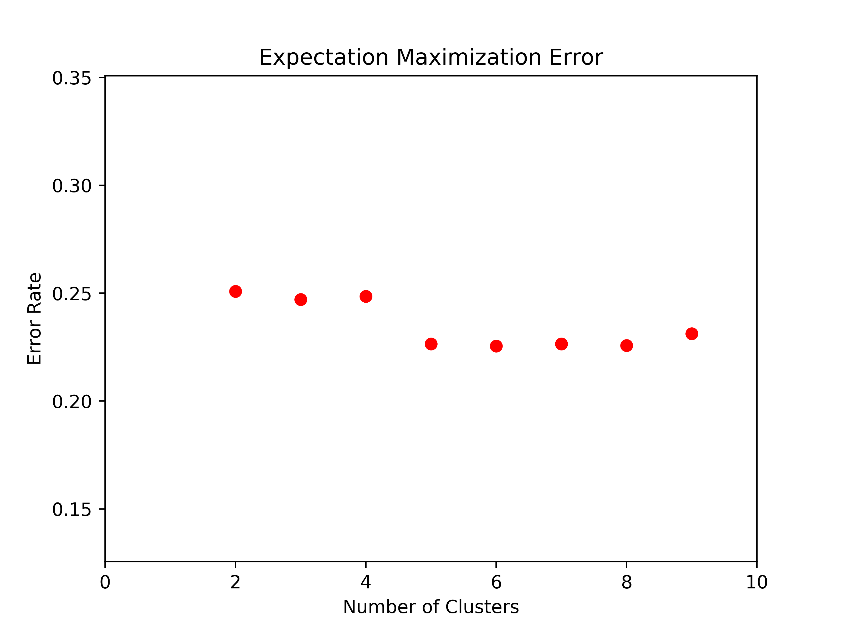 Expectation Maximization Error
0.35
0.30
0.25
0.20
0.15
Error Rate
0 2 4 6 8 10
Number of Clusters